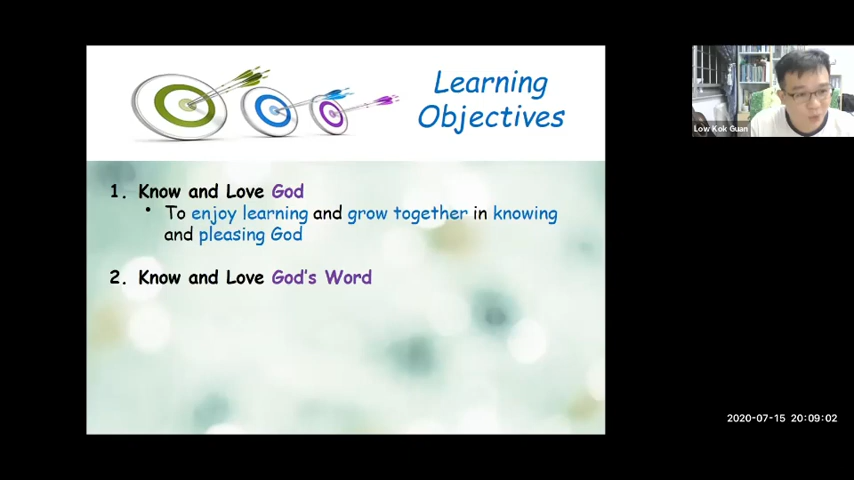 Learning
Objectives
1. Know and Love God
• To enjoy learning and grow together in knowing
and pleasing God
2. Know and Love God's Word
Low Kok Guan
2020-07-15 20:09:02